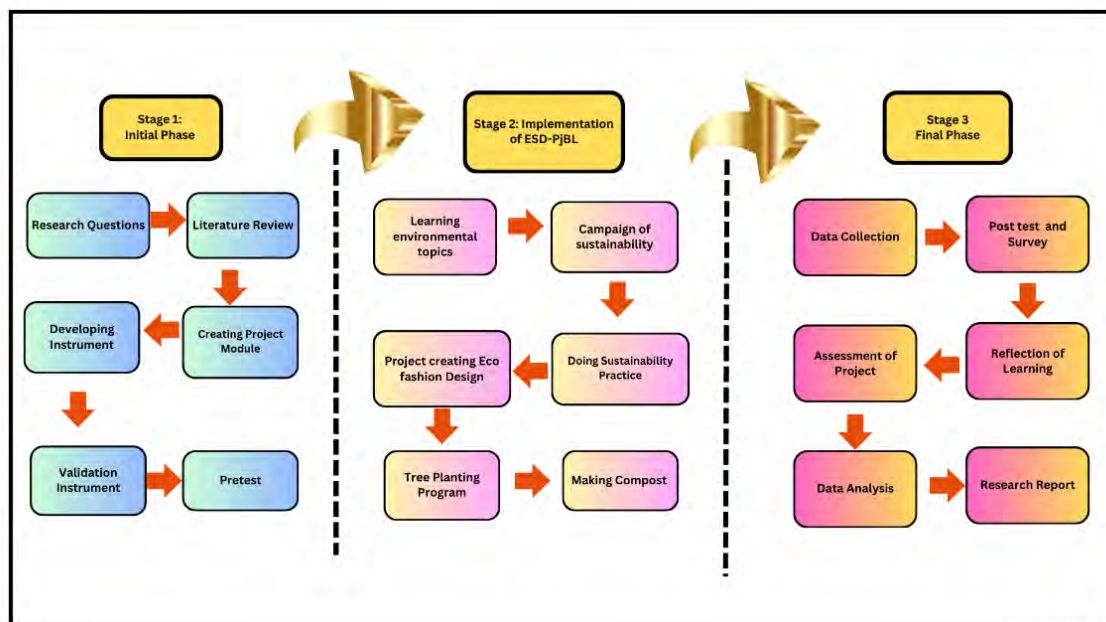 Stage 1:
Initial Phase
Research Questions
Literature Review
Developing
Instrument
Creating Project
Module
Validation
Instrument
Pretest
Stage 2: Implementation
of ESD-PjBL
Learning
environmental
topics
Campaign of
sustainability
Project creating Eco
fashion Design
Doing Sustainability
Practice
Tree Planting
Program
Making Compost
Stage 3
Final Phase
Data Collection
Post test and
Survey
Assessment of
Project
Reflection of
Learning
Data Analysis
Research Report